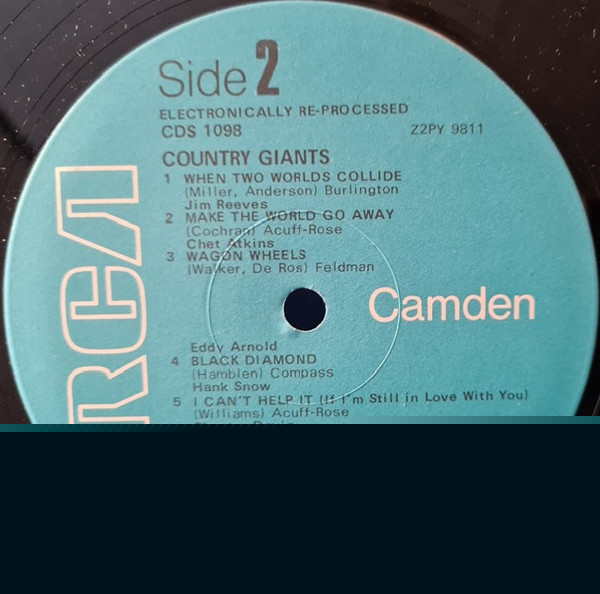 Side 2
ELECTRONICALLY RE-PROCESSED
CDS 1098 Z2PY 9811
COUNTRY GIANTS
1 WHEN TWO WORLDS COLLIDE
(Miller, Anderson) Burlington
Jim Reeves
2 MAKE THE WORLD GO AWAY
(Cochran) Acuff-Rose
Chet Atkins
3 WAGON WHEELS
(Walker, De Ros) Feldman
Eddy Arnold
4 BLACK DIAMOND
(Hamblen) Compass
Hank Snow
5 I CAN'T HELP IT (If I'm Still in Love With You)
(Williams) Acuff-Rose
RCA
Camden